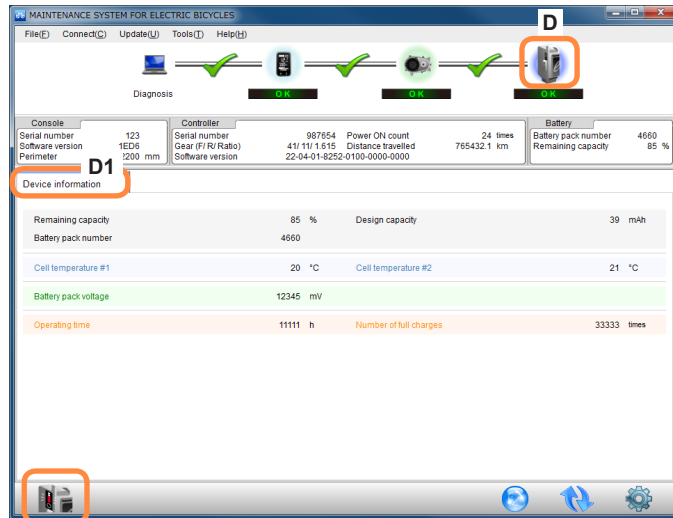 MAINTENANCE SYSTEM FOR ELECTRIC BICYCLES
File(F) Connect(C) Update(U) Tools(T) Help(H)
D
Diagnosis OK OK OK
Console Controller Battery
Serial number 123 Serial number 987654 Power ON count 24 times Battery pack number 4660
Software version 1ED6 Gear (F/ R/ Ratio) 41/ 11/ 1.615 Distance travelled 765432.1 km Remaining capacity 85 %
Perimeter 2200 mm Software version 22-04-01-8252-0100-0000-0000
D1
Device information
Remaining capacity 85 % Design capacity 39 mAh
Battery pack number 4660
Cell temperature #1 20 °C Cell temperature #2 21 °C
Battery pack voltage 12345 mV
Operating time 11111 h Number of full charges 33333 times